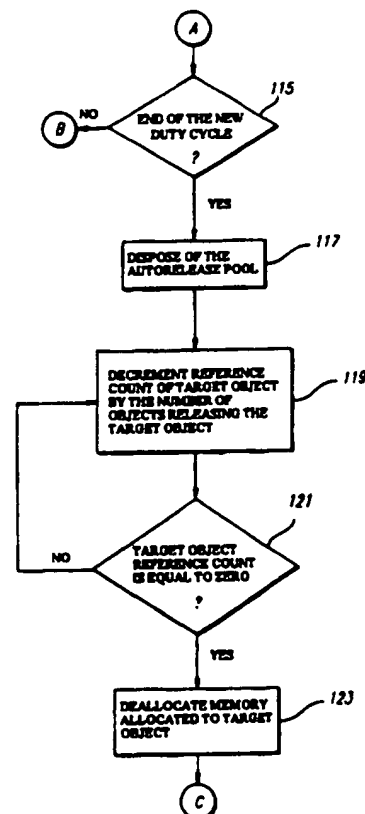 A
115
NO
B
END OF THE NEW
DUTY CYCLE
?
YES
117
DISPOSE OF THE
AUTORELEASE POOL
DECREMENT REFERENCE
COUNT OF TARGET OBJECT
BY THE NUMBER OF
OBJECTS RELEASING THE
TARGET OBJECT
119
121
TARGET OBJECT
REFERENCE COUNT
IS EQUAL TO ZERO
?
NO
YES
DEALLOCATE MEMORY
ALLOCATED TO TARGET
OBJECT
123
C